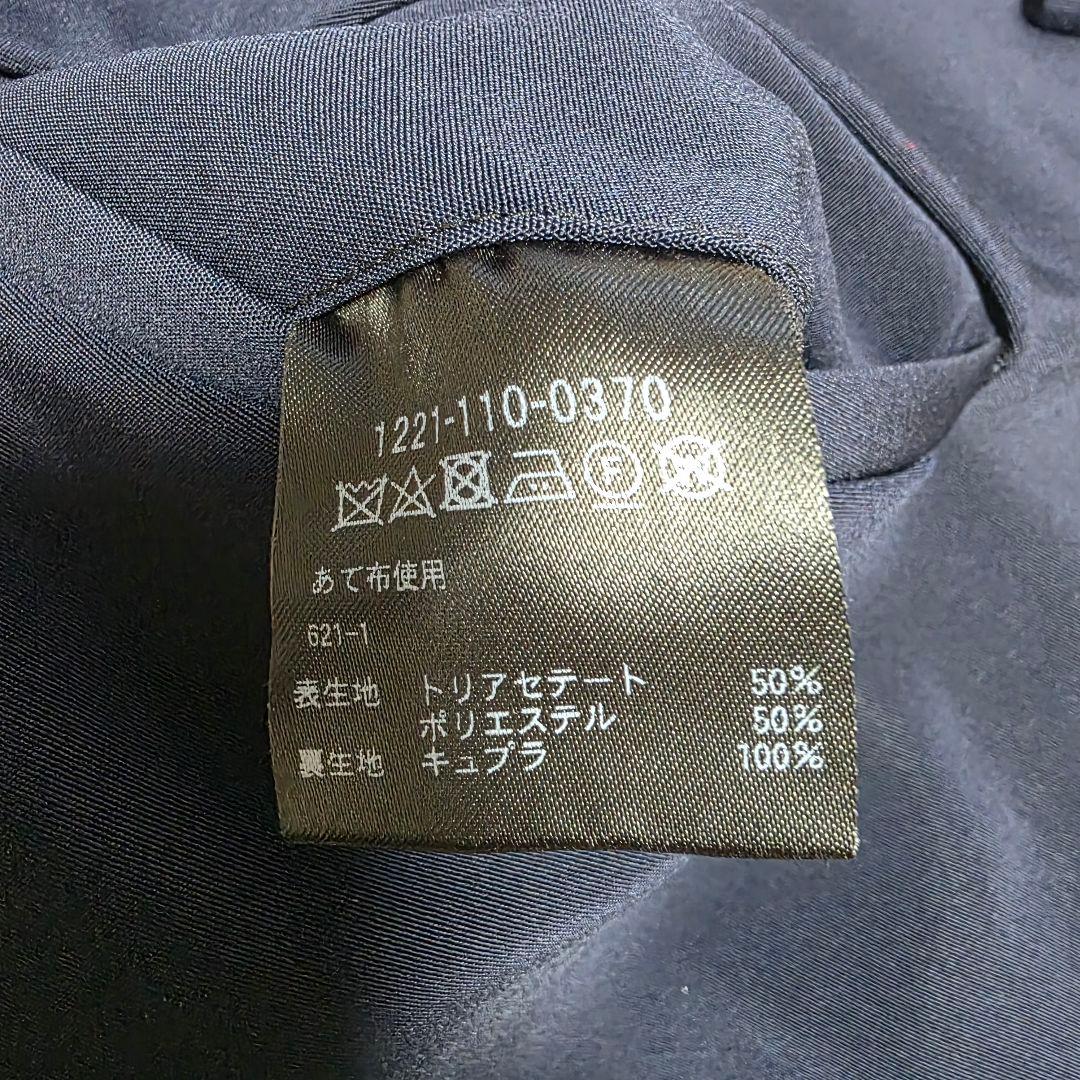 1221-110-0370
F
あて布使用
621-1
表生地 トリアセテート 50%
ポリエステル 50%
裏生地 キュプラ 100%